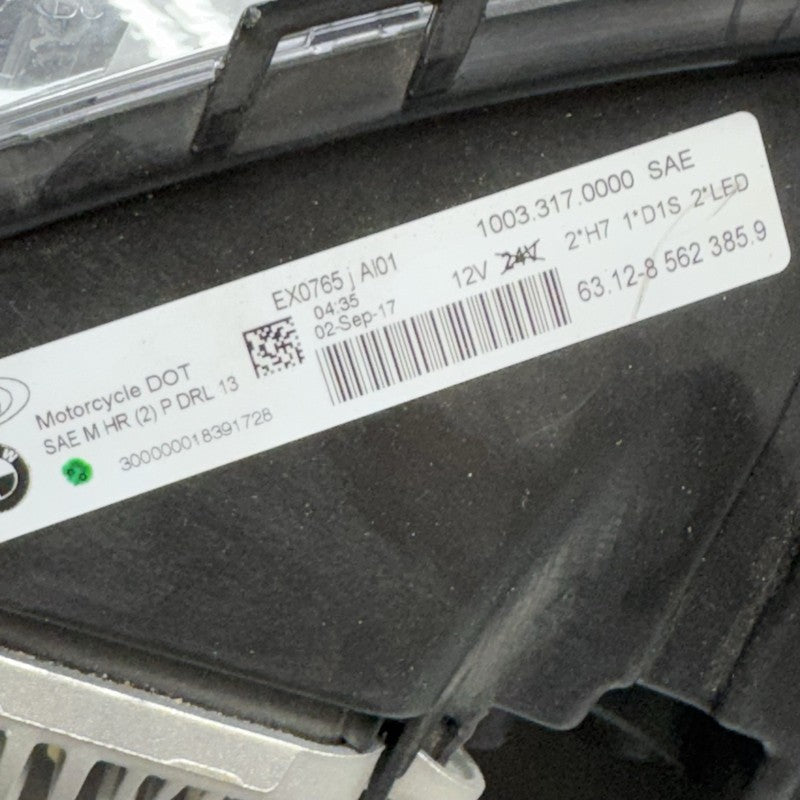 1003.317.0000 SAE
EX0765 j AI01
12V 24V 2*H7 1*D1S 2*LED
04:35
02-Sep-17
63.12-8 562 385.9
Motorcycle DOT
SAE M HR (2) P DRL 13
300000018391728